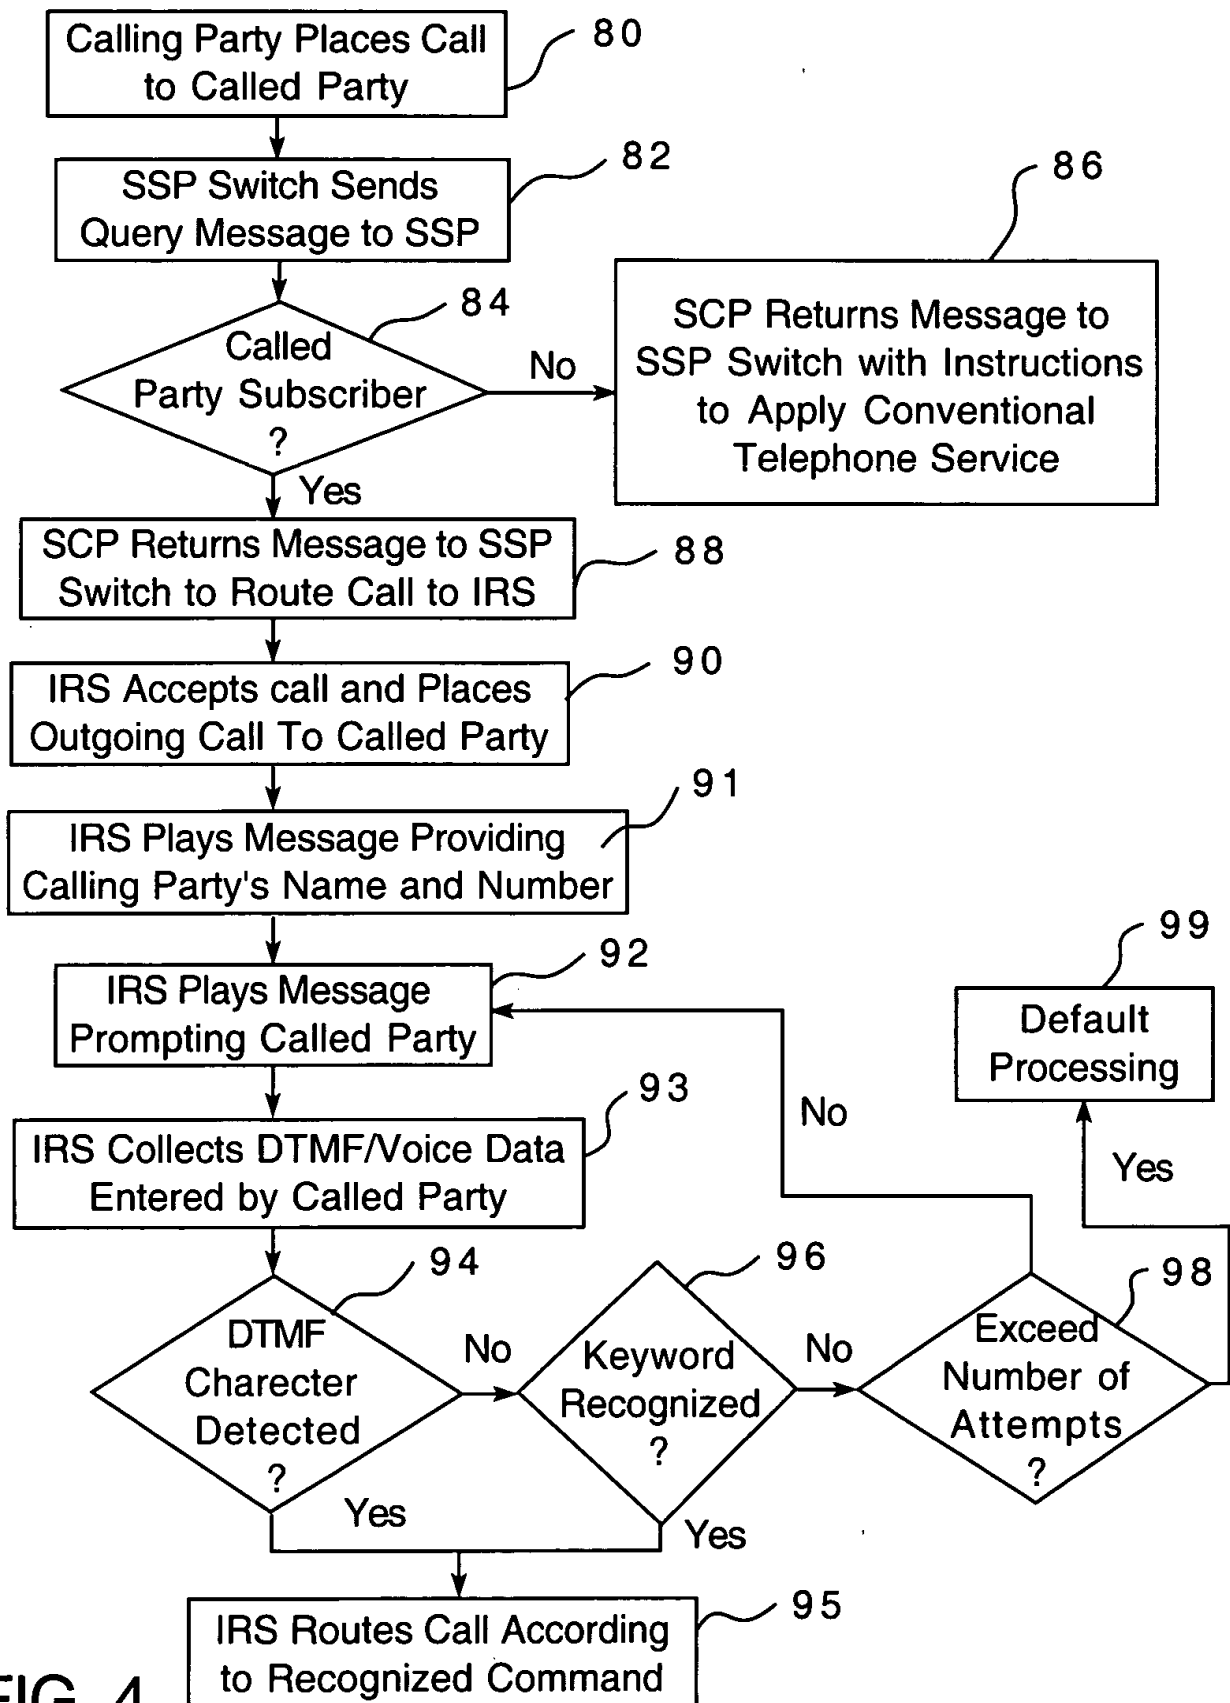 Calling Party Places Call
to Called Party
80
SSP Switch Sends
Query Message to SSP
82
Called
Party Subscriber
?
84
No
Yes
SCP Returns Message to
SSP Switch with Instructions
to Apply Conventional
Telephone Service
86
SCP Returns Message to SSP
Switch to Route Call to IRS
88
IRS Accepts call and Places
Outgoing Call To Called Party
90
IRS Plays Message Providing
Calling Party's Name and Number
91
IRS Plays Message
Prompting Called Party
92
IRS Collects DTMF/Voice Data
Entered by Called Party
93
DTMF
Charecter
Detected
?
94
No
Yes
Keyword
Recognized
?
96
No
Yes
Exceed
Number of
Attempts
?
98
No
Yes
Default
Processing
99
IRS Routes Call According
to Recognized Command
95
FIG. 4